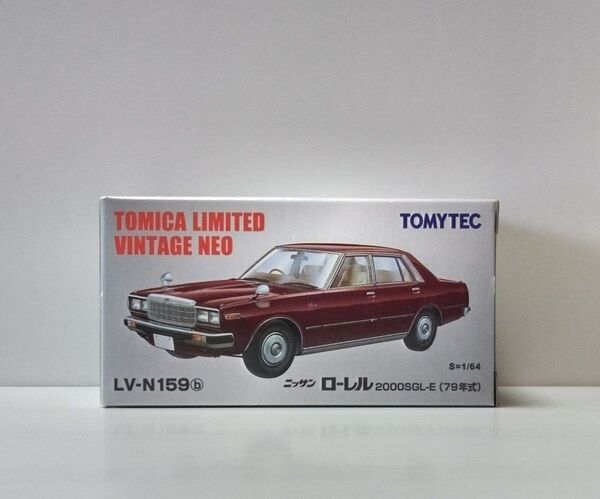 TOMICA LIMITED
VINTAGE NEO
TOMYTEC
S=1/64
LV-N159ⓑ
ニッサン ローレル 2000SGL-E (79年式)